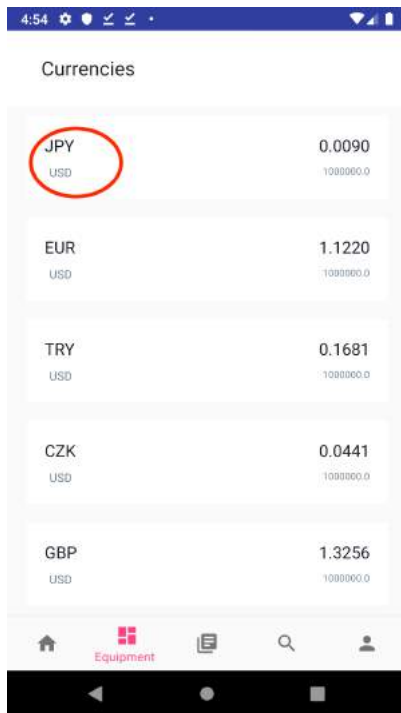 4:54
Currencies
JPY 0.0090
USD 1000000.0
EUR 1.1220
USD 1000000.0
TRY 0.1681
USD 1000000.0
CZK 0.0441
USD 1000000.0
GBP 1.3256
USD 1000000.0
Equipment